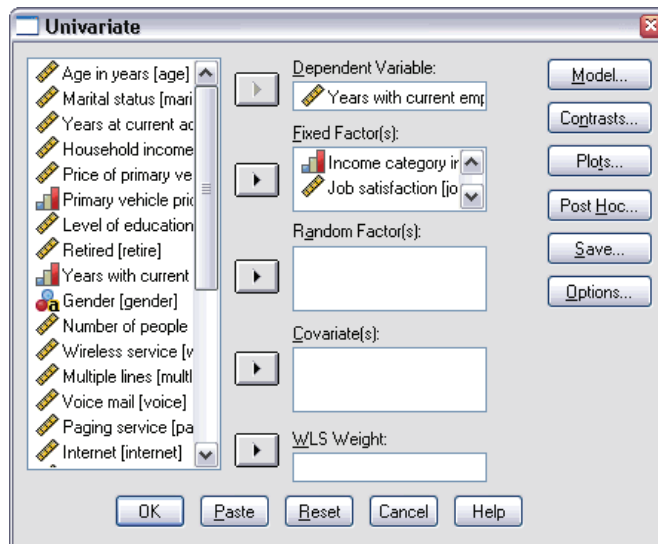 Univariate
Age in years [age]
Marital status [mari
Years at current ad
Household income
Price of primary ve
Primary vehicle pric
Level of education
Retired [retire]
Years with current
Gender [gender]
Number of people
Wireless service [w
Multiple lines [multl
Voice mail [voice]
Paging service [pa
Internet [internet]
Dependent Variable:
Years with current emp
Fixed Factor(s):
Income category in
Job satisfaction [jo
Random Factor(s):
Covariate(s):
WLS Weight:
Model...
Contrasts...
Plots...
Post Hoc...
Save...
Options...
OK
Paste
Reset
Cancel
Help